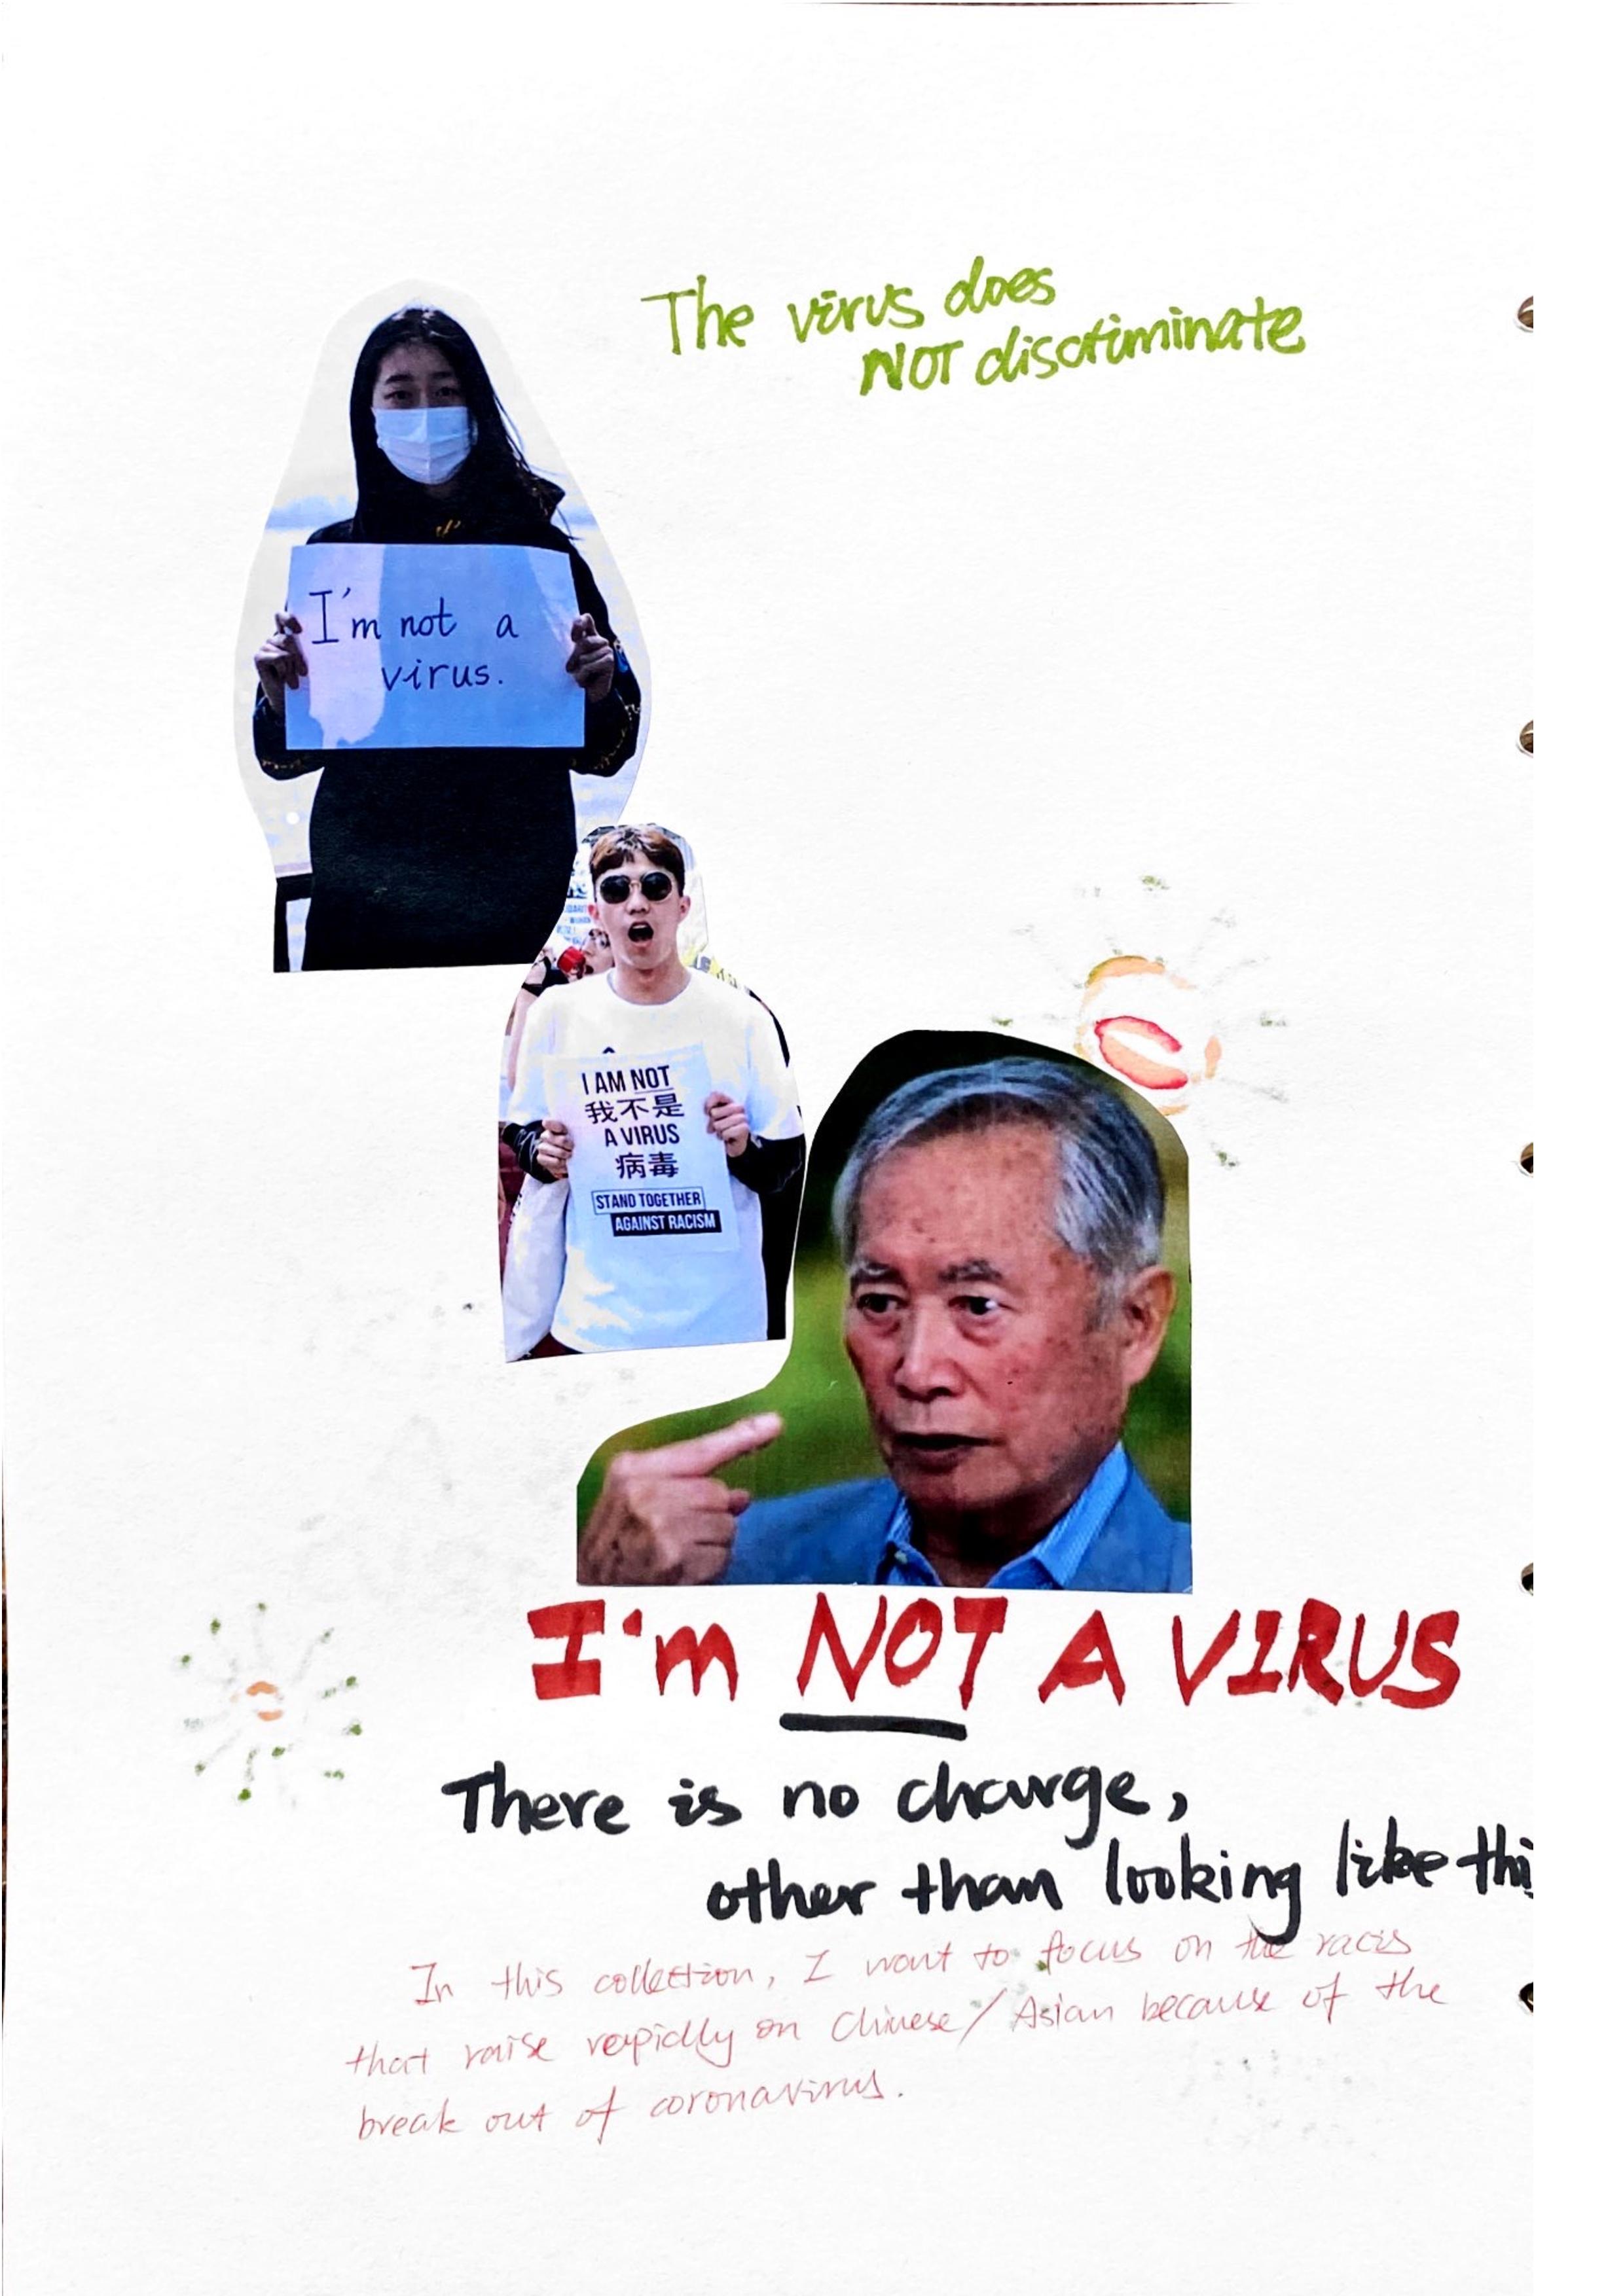 The virus does
NOT discriminate
I'm not a
virus.
I AM NOT
我不是
A VIRUS
病毒
STAND TOGETHER
AGAINST RACISM
I'm NOT A VIRUS
There is no charge,
other than looking like thi
In this collection, I want to focus on the racis
that raise rapidly on Chinese/Asian because of the
break out of coronavirus.